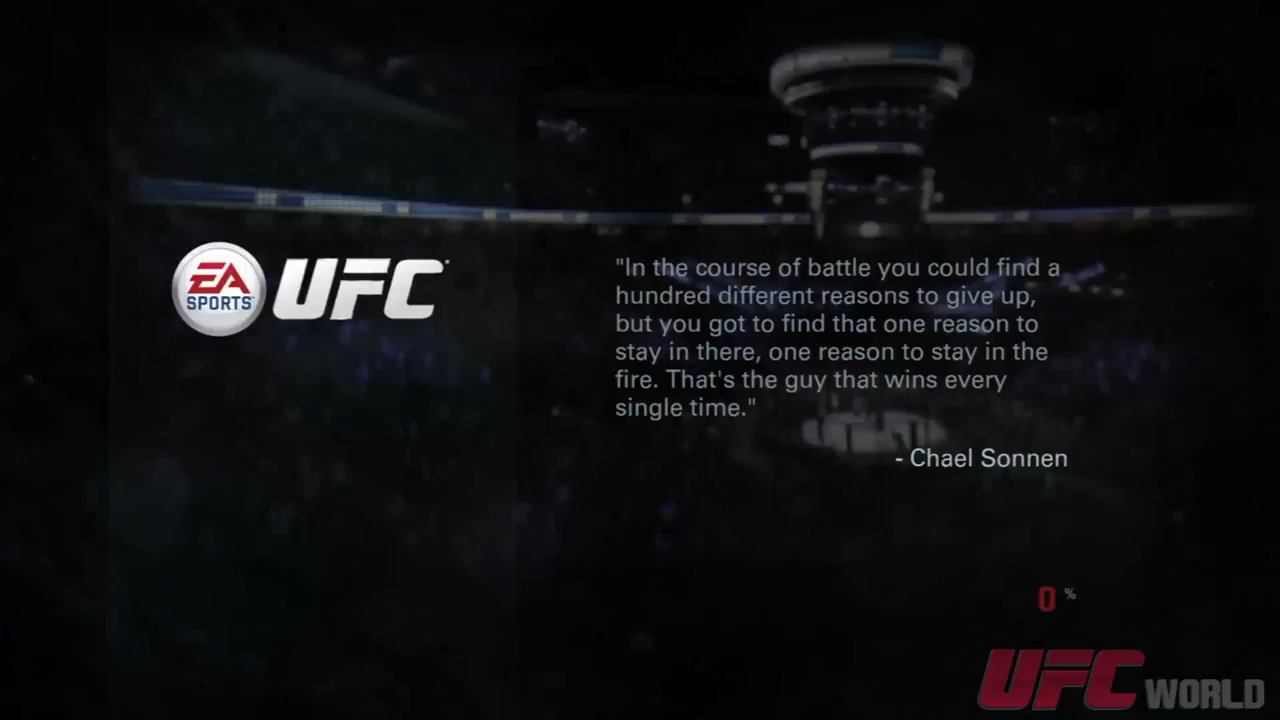 EA
SPORTS
UFC
"In the course of battle you could find a
hundred different reasons to give up,
but you got to find that one reason to
stay in there, one reason to stay in the
fire. That's the guy that wins every
single time."
- Chael Sonnen
0 %
UFC WORLD